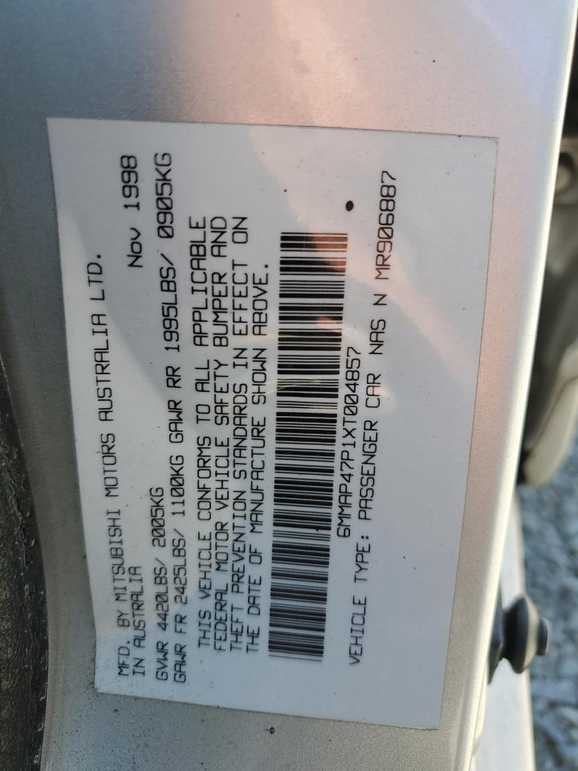 MFD. BY MITSUBISHI MOTORS AUSTRALIA LTD.
IN AUSTRALIA Nov 1998
GVWR 4420LBS/ 2005KG
GAWR FR 2425LBS/ 1100KG GAWR RR 1995LBS/ 0905KG
THIS VEHICLE CONFORMS TO ALL APPLICABLE
FEDERAL MOTOR VEHICLE SAFETY BUMPER AND
THEFT PREVENTION STANDARDS IN EFFECT ON
THE DATE OF MANUFACTURE SHOWN ABOVE.
6MMAP47P1XT004857
VEHICLE TYPE: PASSENGER CAR NAS N MR906887